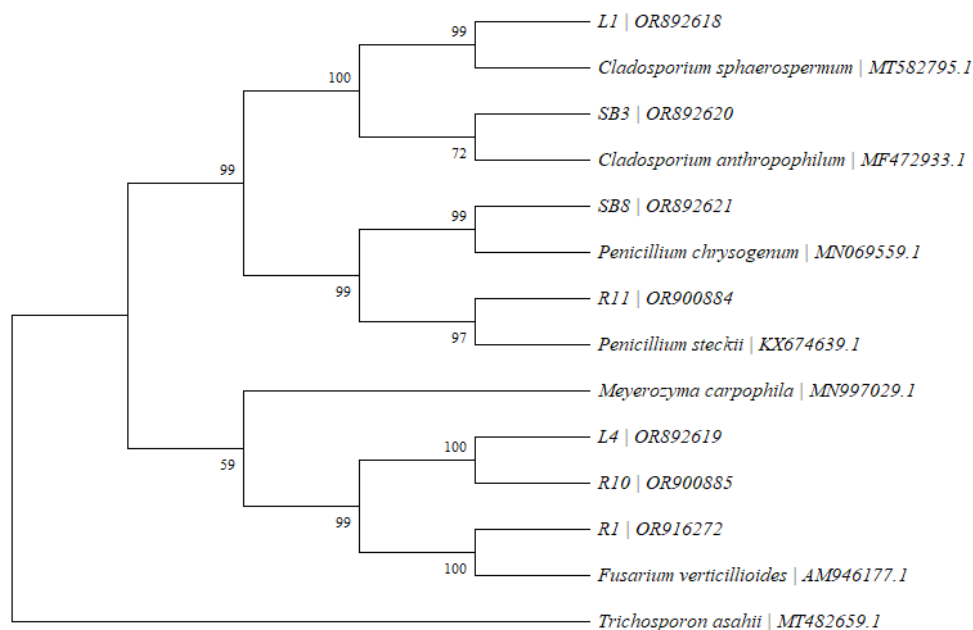 L1 | OR892618
99
Cladosporium sphaerospermum | MT582795.1
100
SB3 | OR892620
72
Cladosporium anthropophilum | MF472933.1
99
SB8 | OR892621
99
Penicillium chrysogenum | MN069559.1
99
R11 | OR900884
97
Penicillium steckii | KX674639.1
Meyerozyma carpophila | MN997029.1
59
L4 | OR892619
100
R10 | OR900885
99
R1 | OR916272
100
Fusarium verticillioides | AM946177.1
Trichosporon asahii | MT482659.1